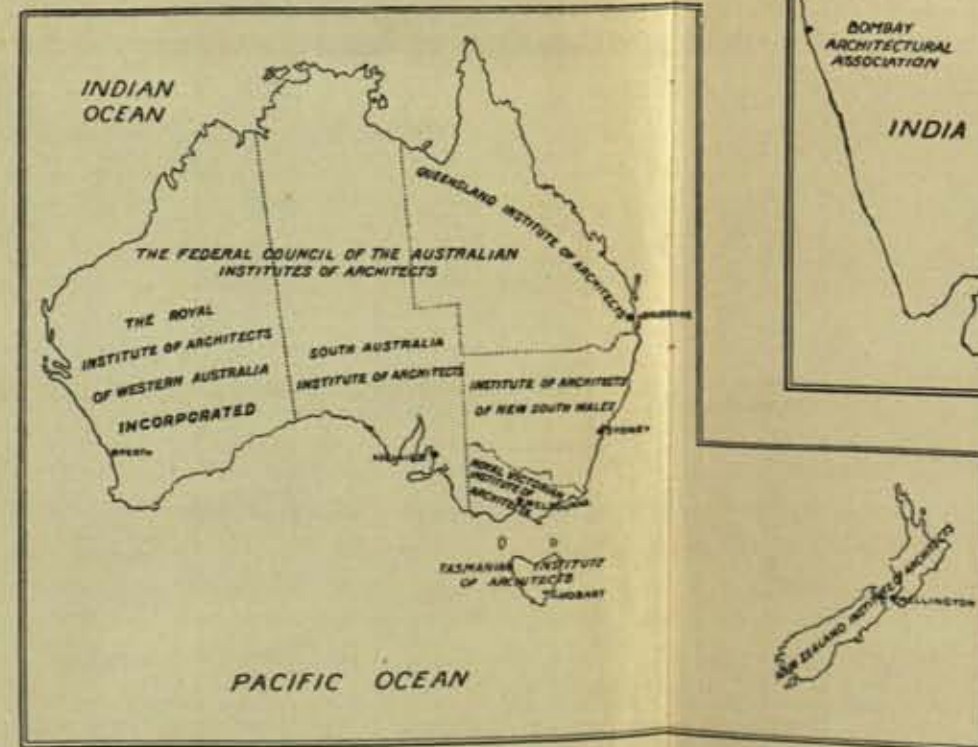 INDIAN
OCEAN
QUEENSLAND INSTITUTE OF ARCHITECTS
BRISBANE
THE FEDERAL COUNCIL OF THE AUSTRALIAN
INSTITUTES OF ARCHITECTS
THE ROYAL
INSTITUTE OF ARCHITECTS
OF WESTERN AUSTRALIA
INCORPORATED
PERTH
SOUTH AUSTRALIA
INSTITUTE OF ARCHITECTS
INSTITUTE OF ARCHITECTS
OF NEW SOUTH WALES
SYDNEY
ROYAL VICTORIAN
INSTITUTE OF
ARCHITECTS
MELBOURNE
TASMANIAN INSTITUTE
OF ARCHITECTS
HOBART
PACIFIC OCEAN
BOMBAY
ARCHITECTURAL
ASSOCIATION
INDIA
NEW ZEALAND INSTITUTE OF ARCHITECTS
WELLINGTON